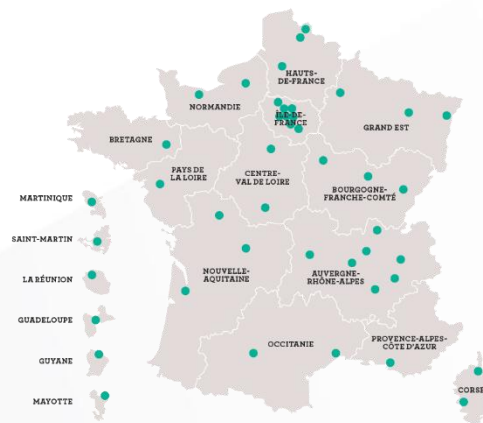 HAUTS-
DE-FRANCE
NORMANDIE
ÎLE-DE-
FRANCE
GRAND EST
BRETAGNE
PAYS DE
LA LOIRE
CENTRE-
VAL DE LOIRE
BOURGOGNE-
FRANCHE-COMTÉ
MARTINIQUE
SAINT-MARTIN
LA RÉUNION
GUADELOUPE
GUYANE
MAYOTTE
NOUVELLE-
AQUITAINE
AUVERGNE-
RHÔNE-ALPES
OCCITANIE
PROVENCE-ALPES-
CÔTE D'AZUR
CORSE